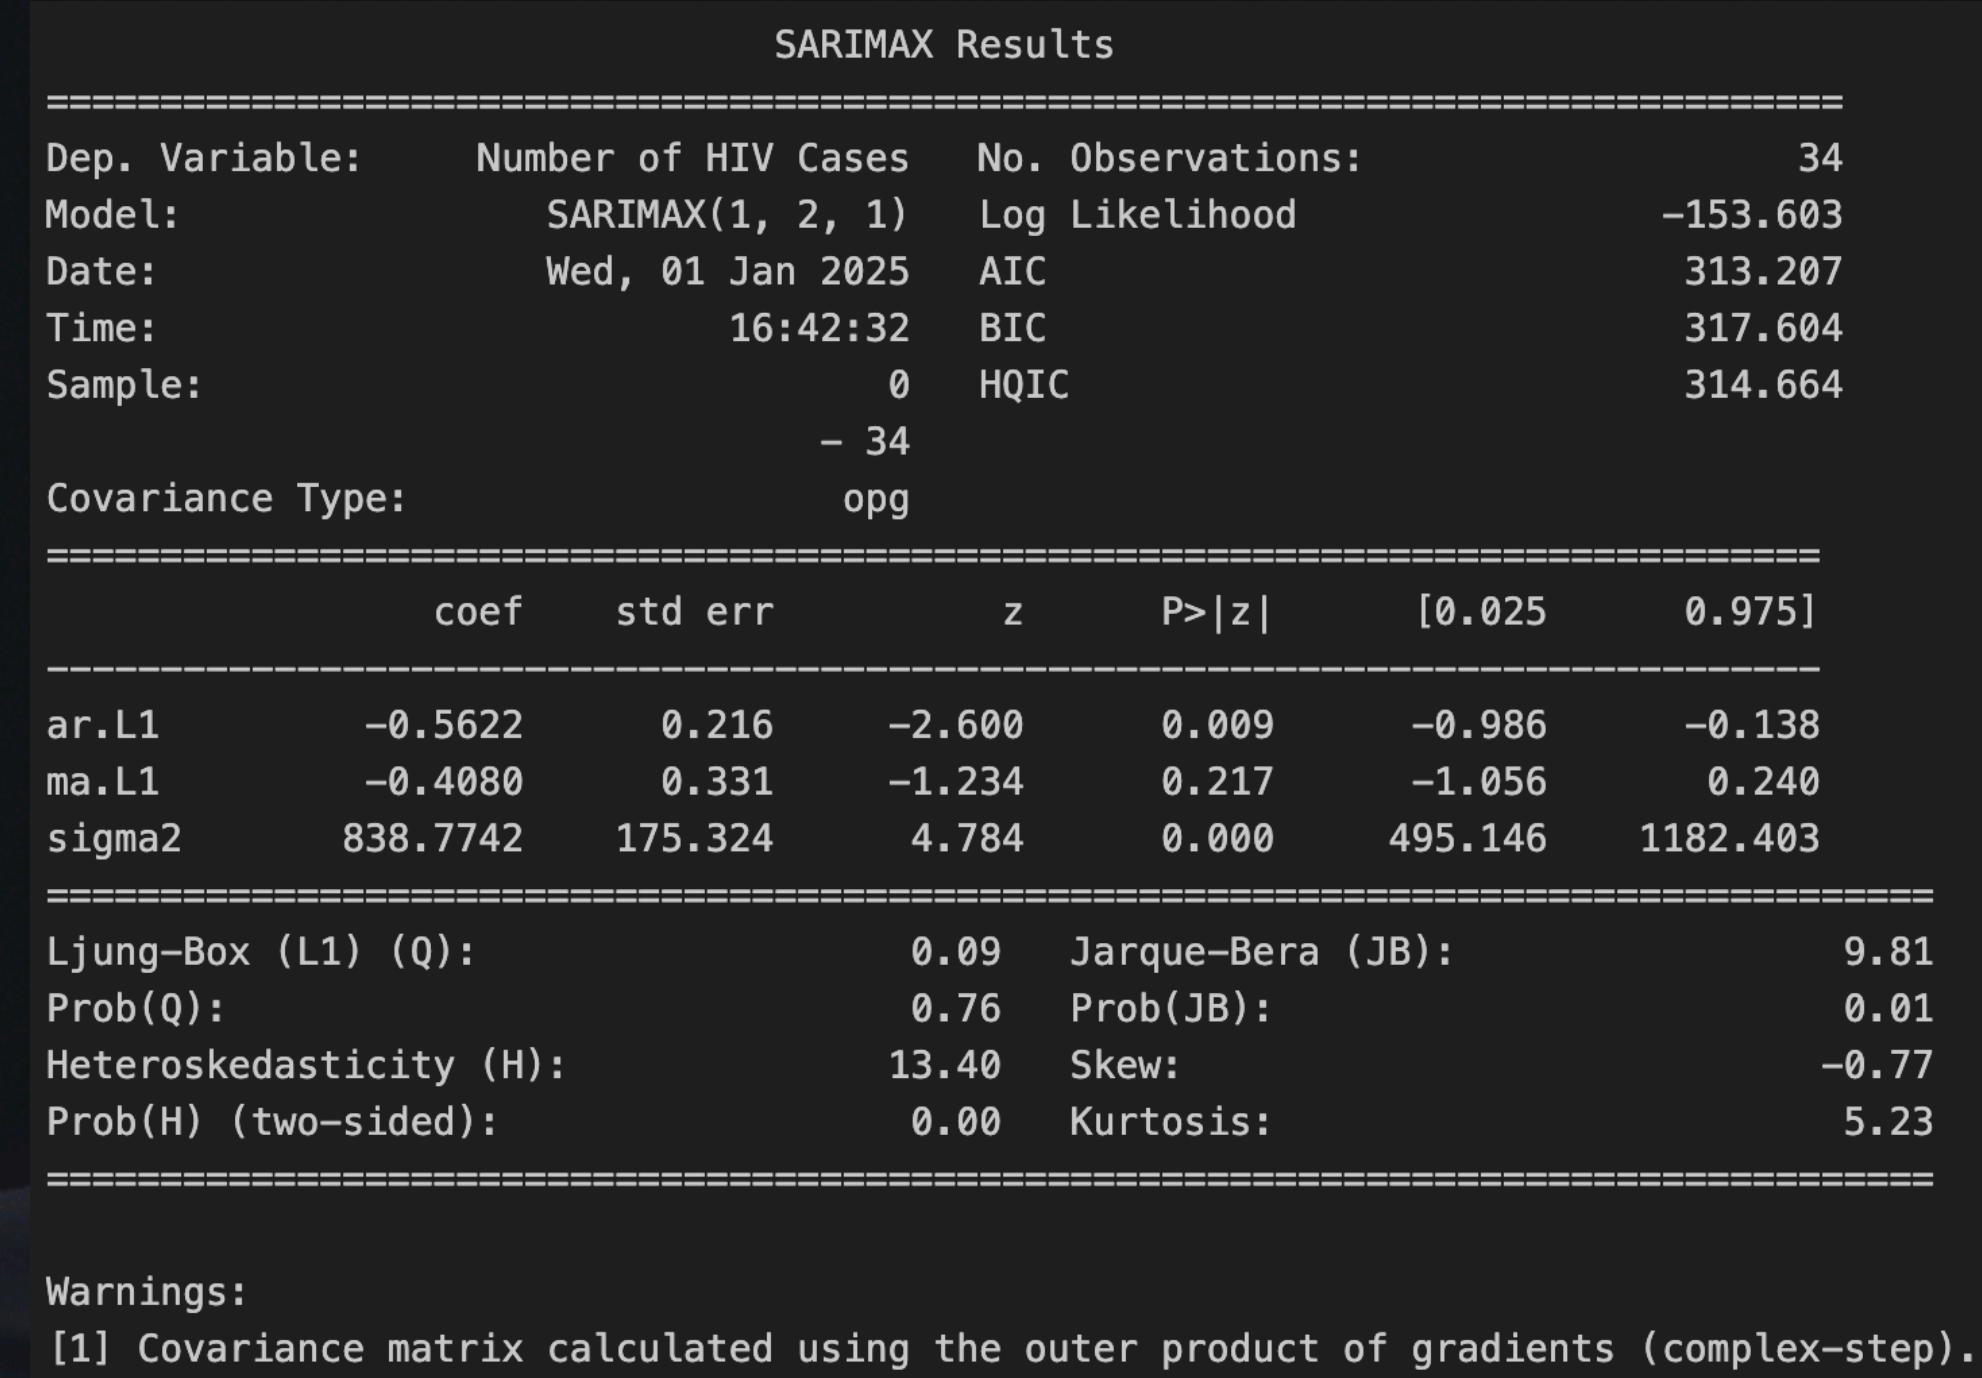 SARIMAX Results
==============================================================================
Dep. Variable:     Number of HIV Cases   No. Observations:                   34
Model:                SARIMAX(1, 2, 1)   Log Likelihood                -153.603
Date:                 Wed, 01 Jan 2025   AIC                            313.207
Time:                         16:42:32   BIC                            317.604
Sample:                              0   HQIC                           314.664
- 34
Covariance Type:                   opg
==============================================================================
coef    std err          z      P>|z|      [0.025      0.975]
------------------------------------------------------------------------------
ar.L1         -0.5622      0.216     -2.600      0.009      -0.986      -0.138
ma.L1         -0.4080      0.331     -1.234      0.217      -1.056       0.240
sigma2       838.7742    175.324      4.784      0.000     495.146    1182.403
===================================================================================
Ljung-Box (L1) (Q):                   0.09   Jarque-Bera (JB):                 9.81
Prob(Q):                              0.76   Prob(JB):                         0.01
Heteroskedasticity (H):              13.40   Skew:                            -0.77
Prob(H) (two-sided):                  0.00   Kurtosis:                         5.23
===================================================================================
Warnings:
[1] Covariance matrix calculated using the outer product of gradients (complex-step).